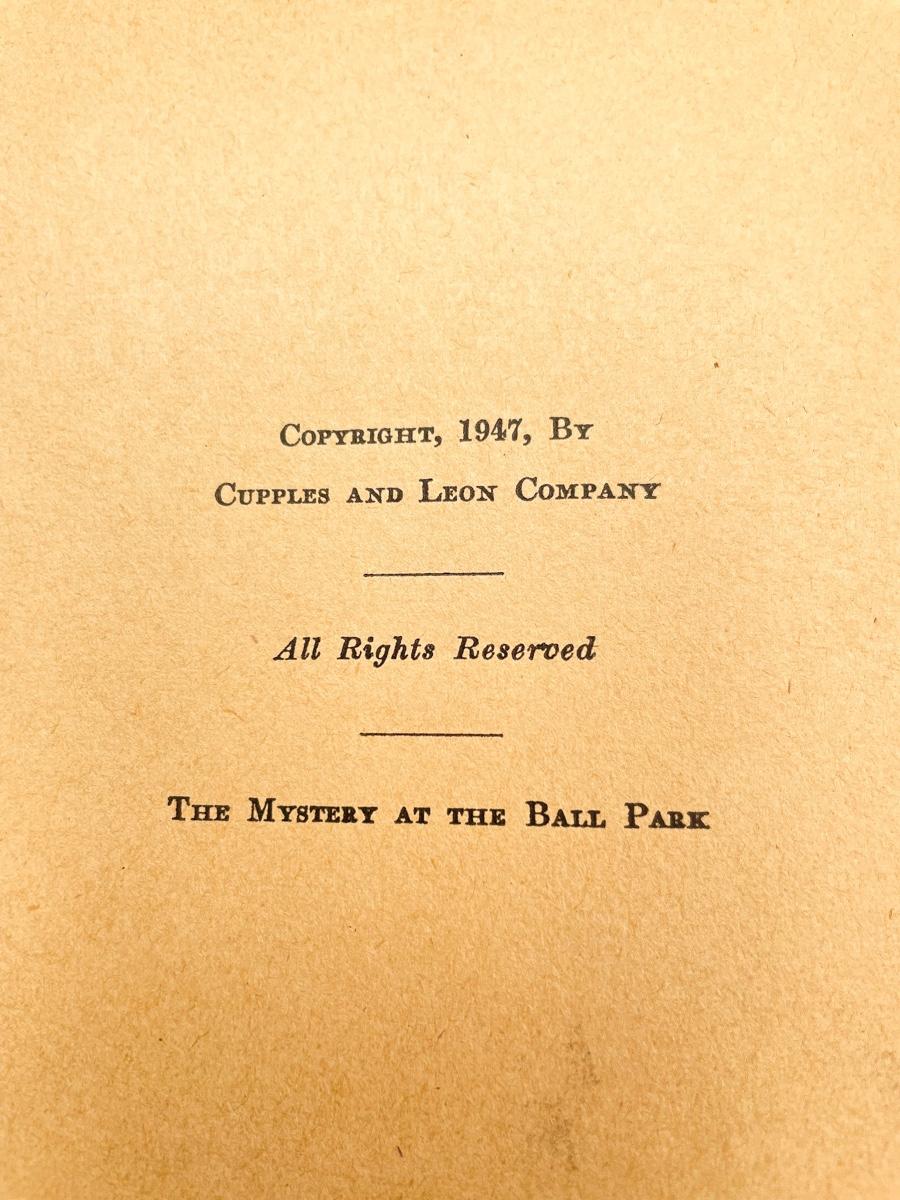 Copyright, 1947, By
Cupples and Leon Company
All Rights Reserved
The Mystery at the Ball Park